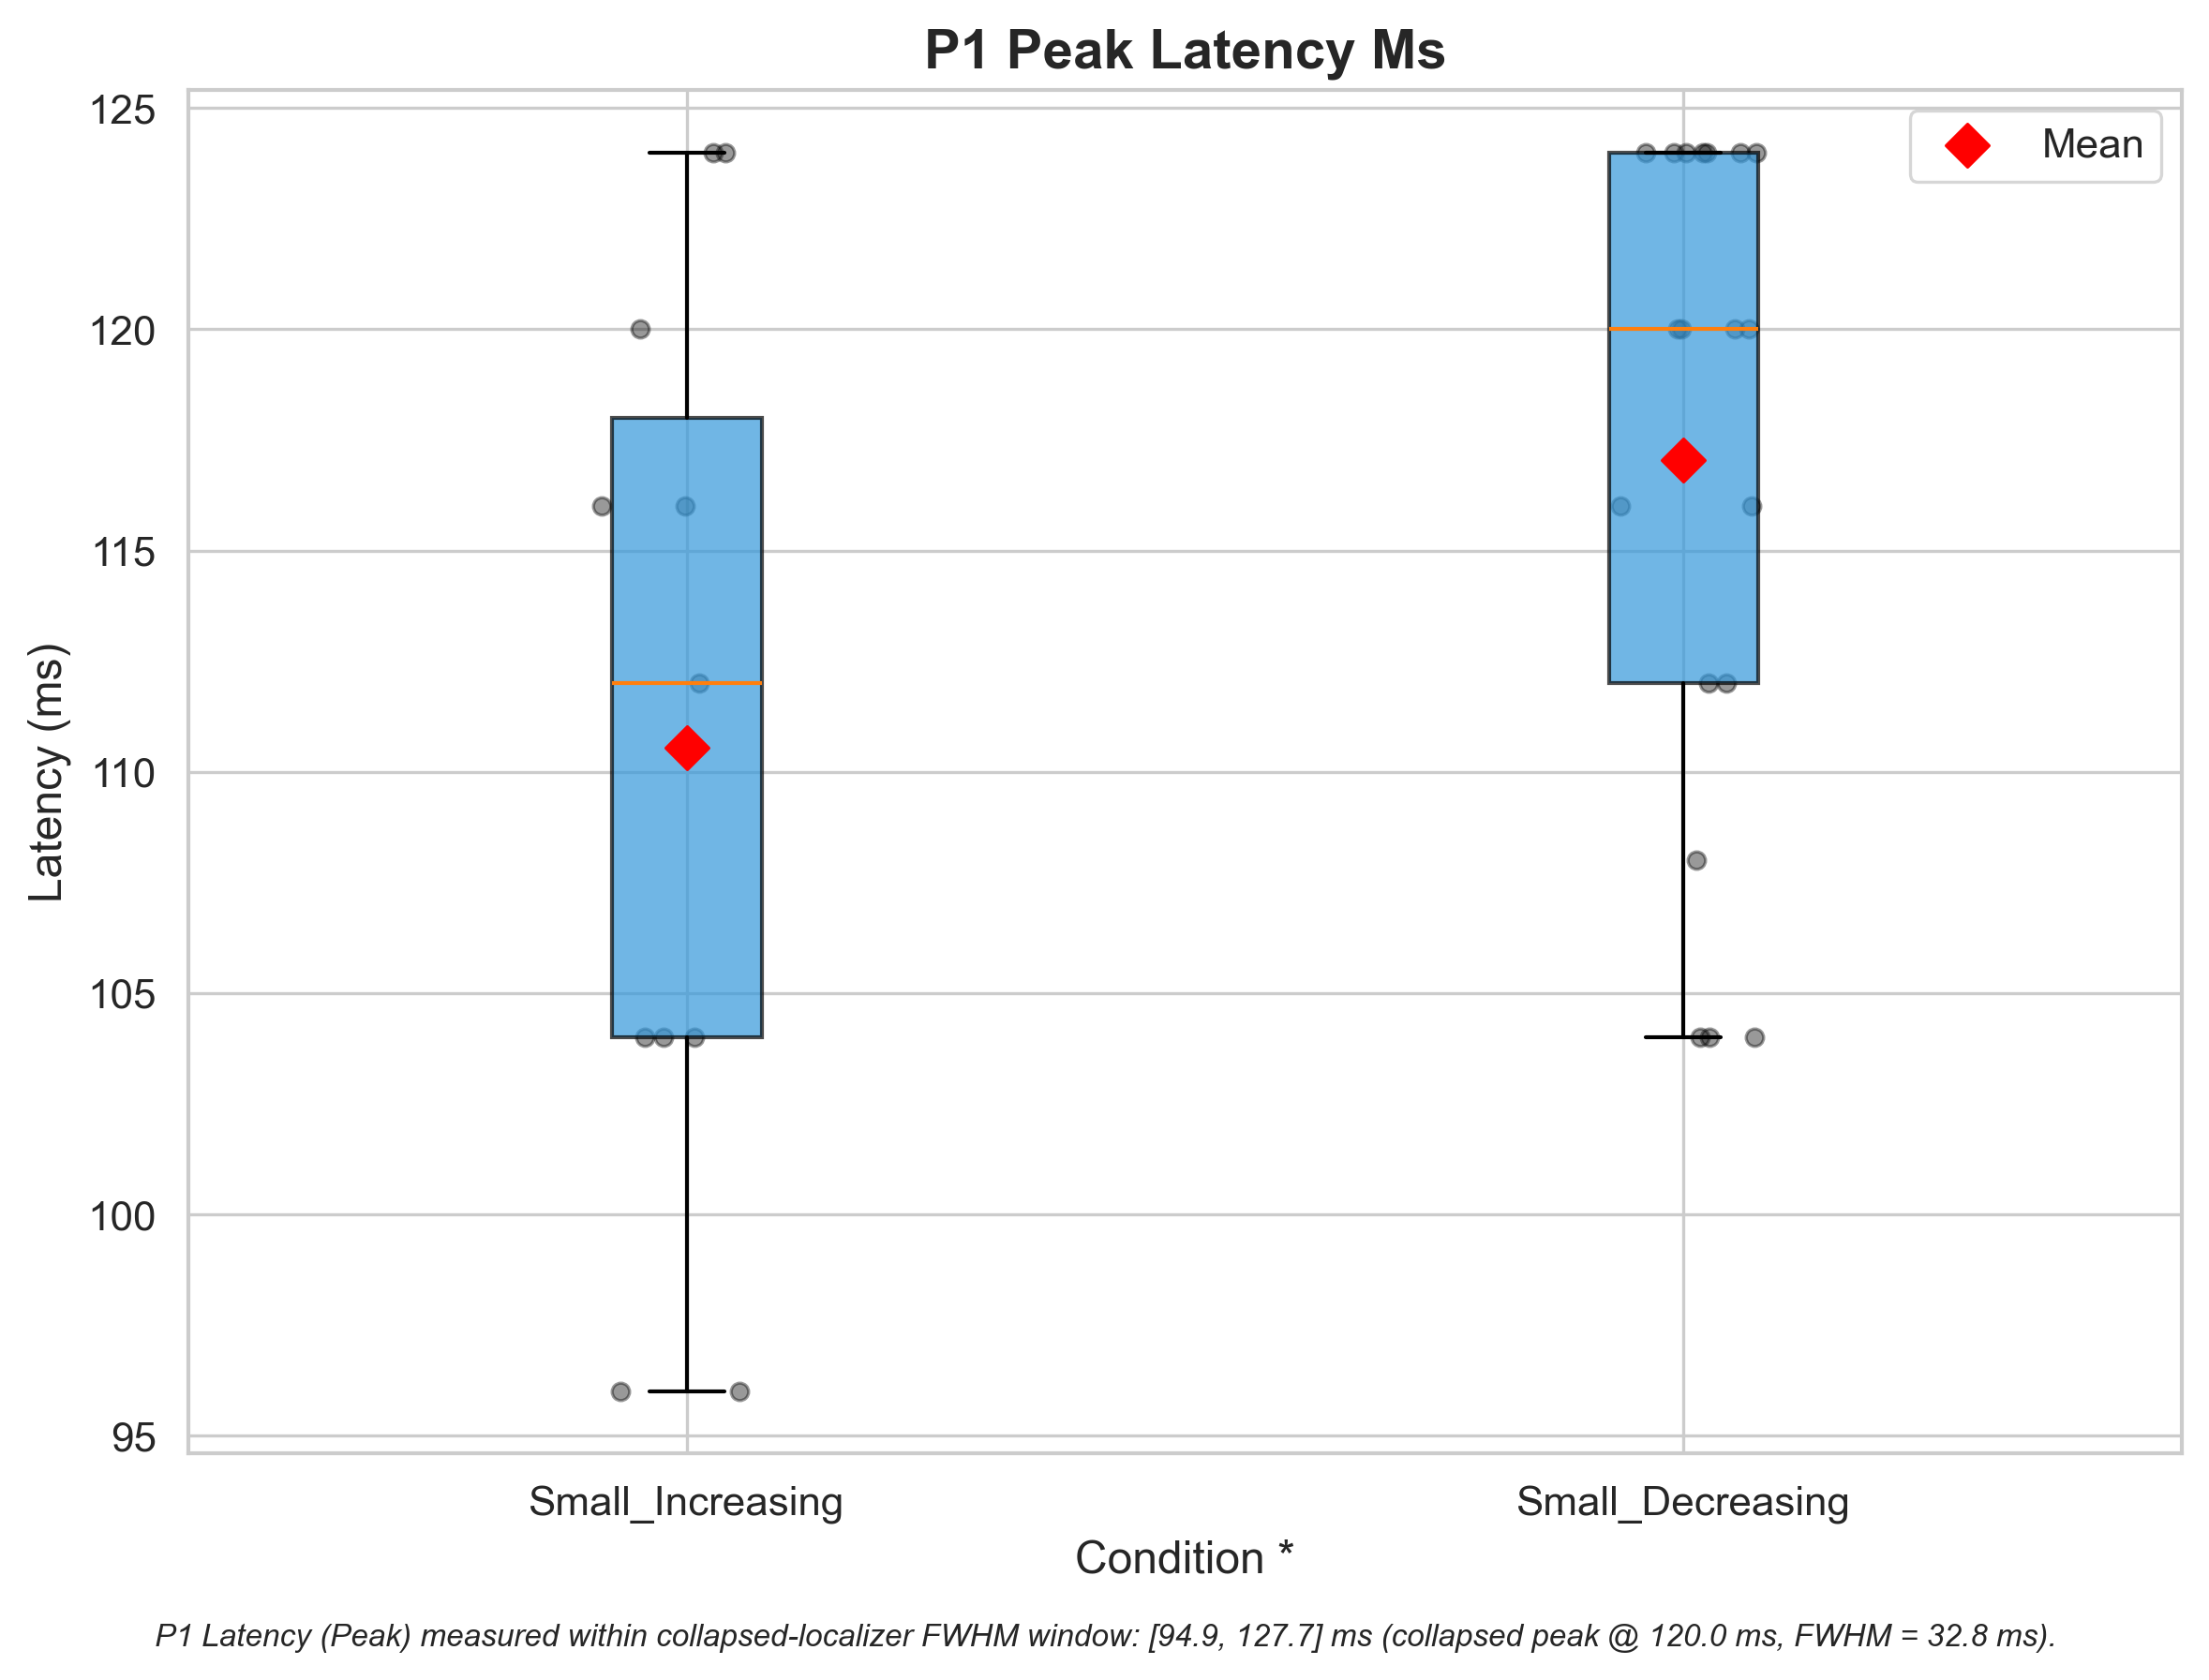 P1 Peak Latency Ms
125
120
115
110
105
100
95
Latency (ms)
Mean
Small_Increasing
Small_Decreasing
Condition *
P1 Latency (Peak) measured within collapsed-localizer FWHM window: [94.9, 127.7] ms (collapsed peak @ 120.0 ms, FWHM = 32.8 ms).